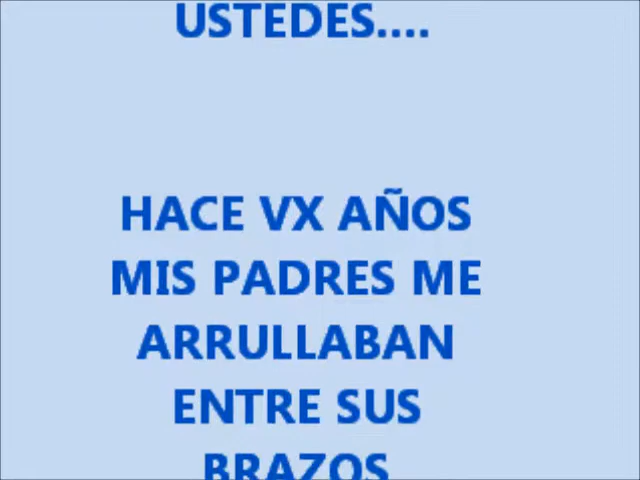 USTEDES....
HACE VX AÑOS
MIS PADRES ME
ARRULLABAN
ENTRE SUS
BRAZOS